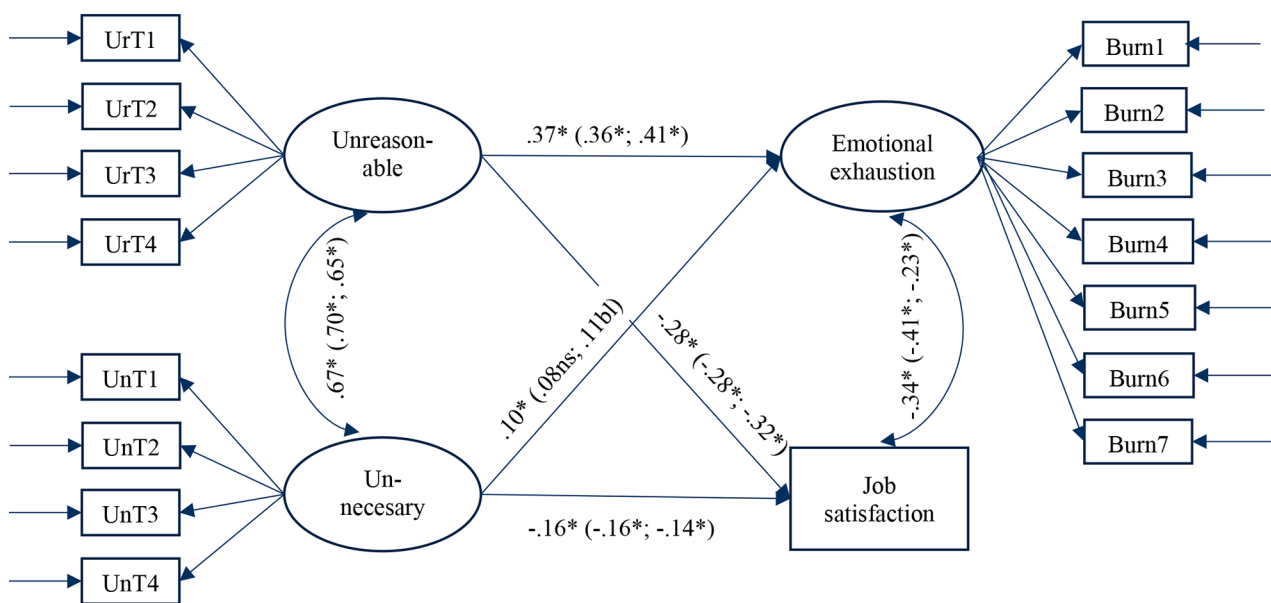 UrT1
UrT2
UrT3
UrT4
Unreason-
able
.37* (.36*; .41*)
Emotional
exhaustion
Burn1
Burn2
Burn3
Burn4
Burn5
Burn6
Burn7
.67* (.70*; .65*)
.10* (.08ns; .11bl)
-.28* (-.28*; -.32*)
-.34* (-.41*; -.23*)
UnT1
UnT2
UnT3
UnT4
Un-
necesary
-.16* (-.16*; -.14*)
Job
satisfaction